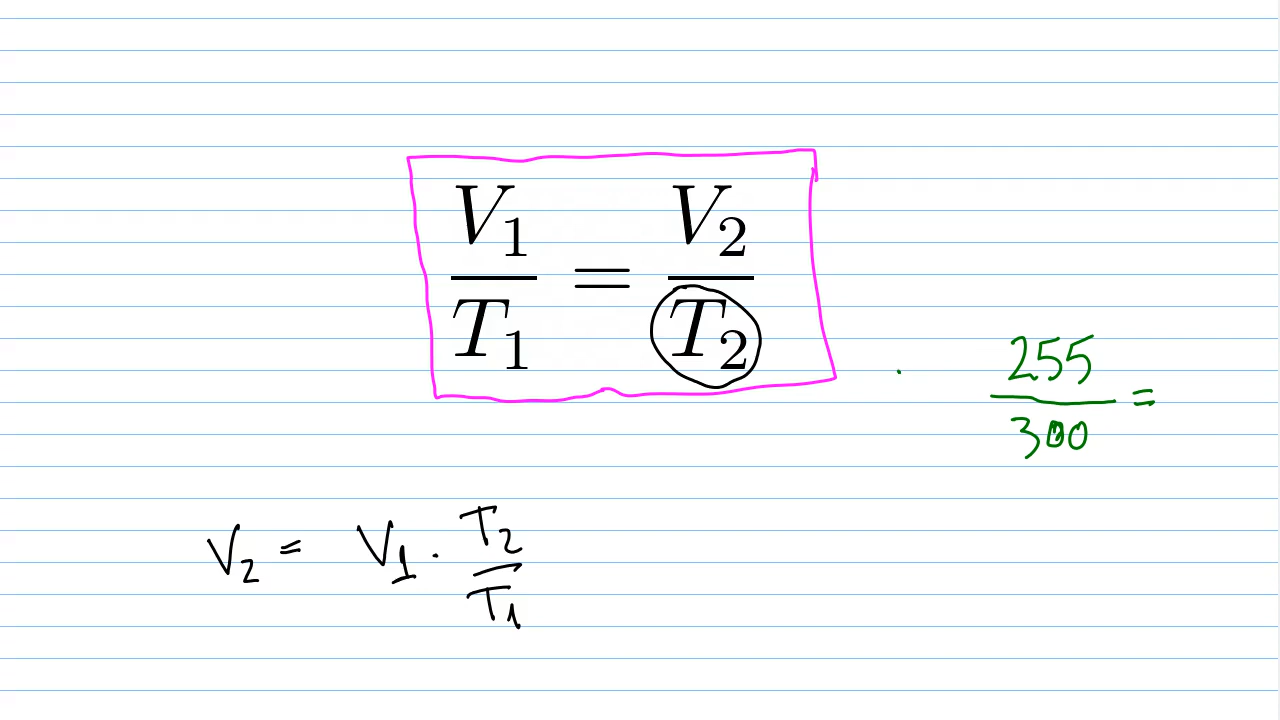 V₁/T₁ = V₂/T₂
255/300 =
V₂ = V₁ · T₂/T₁